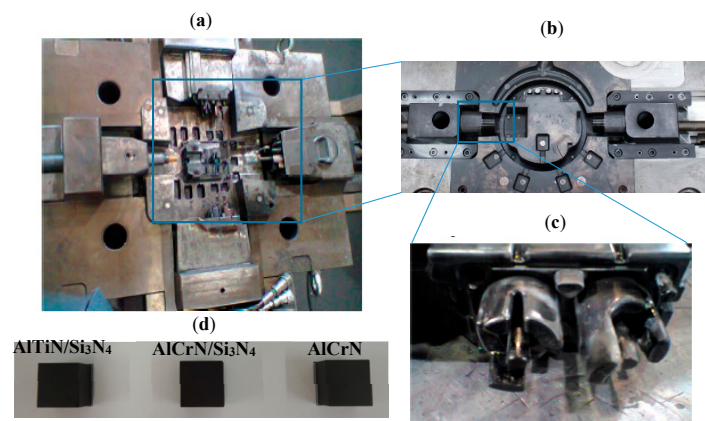 (a)
(b)
(c)
(d)
AlTiN/Si₃N₄ AlCrN/Si₃N₄ AlCrN